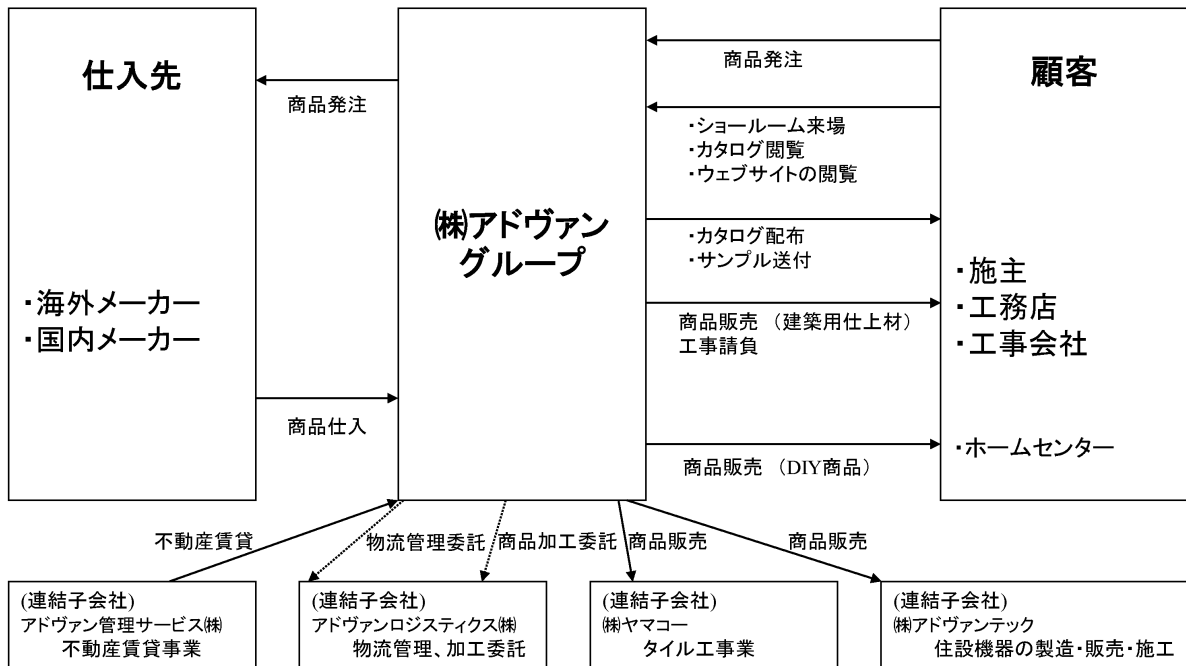 仕入先
商品発注
・海外メーカー
・国内メーカー
商品仕入
㈱アドヴァン
グループ
商品発注
・ショールーム来場
・カタログ閲覧
・ウェブサイトの閲覧
・カタログ配布
・サンプル送付
商品販売 (建築用仕上材)
工事請負
商品販売 (DIY商品)
顧客
・施主
・工務店
・工事会社
・ホームセンター
不動産賃貸
物流管理委託
商品加工委託
商品販売
商品販売
(連結子会社)
アドヴァン管理サービス㈱
不動産賃貸事業
(連結子会社)
アドヴァンロジスティクス㈱
物流管理、加工委託
(連結子会社)
㈱ヤマコー
タイル工事業
(連結子会社)
㈱アドヴァンテック
住設機器の製造・販売・施工